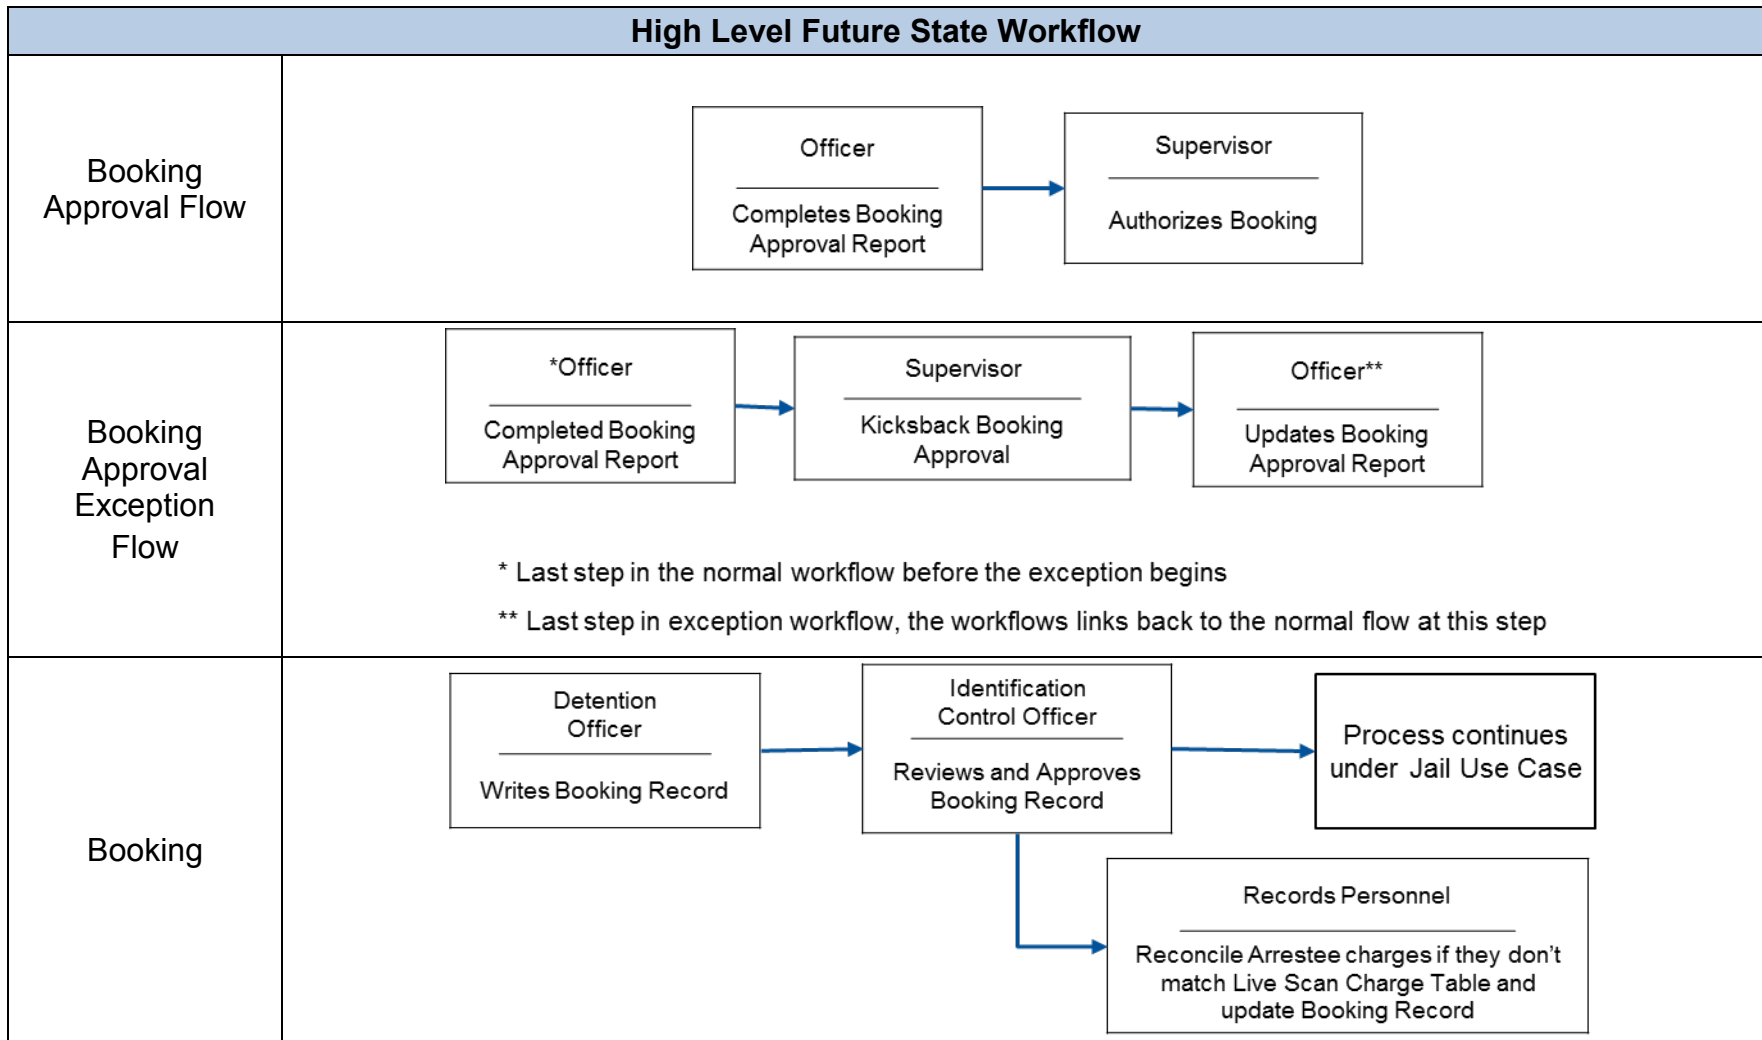 High Level Future State Workflow
Booking
Approval Flow
Officer
Completes Booking
Approval Report
Supervisor
Authorizes Booking
Booking
Approval
Exception
Flow
*Officer
Completed Booking
Approval Report
Supervisor
Kicksback Booking
Approval
Officer**
Updates Booking
Approval Report
* Last step in the normal workflow before the exception begins
** Last step in exception workflow, the workflows links back to the normal flow at this step
Booking
Detention
Officer
Writes Booking Record
Identification
Control Officer
Reviews and Approves
Booking Record
Process continues
under Jail Use Case
Records Personnel
Reconcile Arrestee charges if they don’t
match Live Scan Charge Table and
update Booking Record